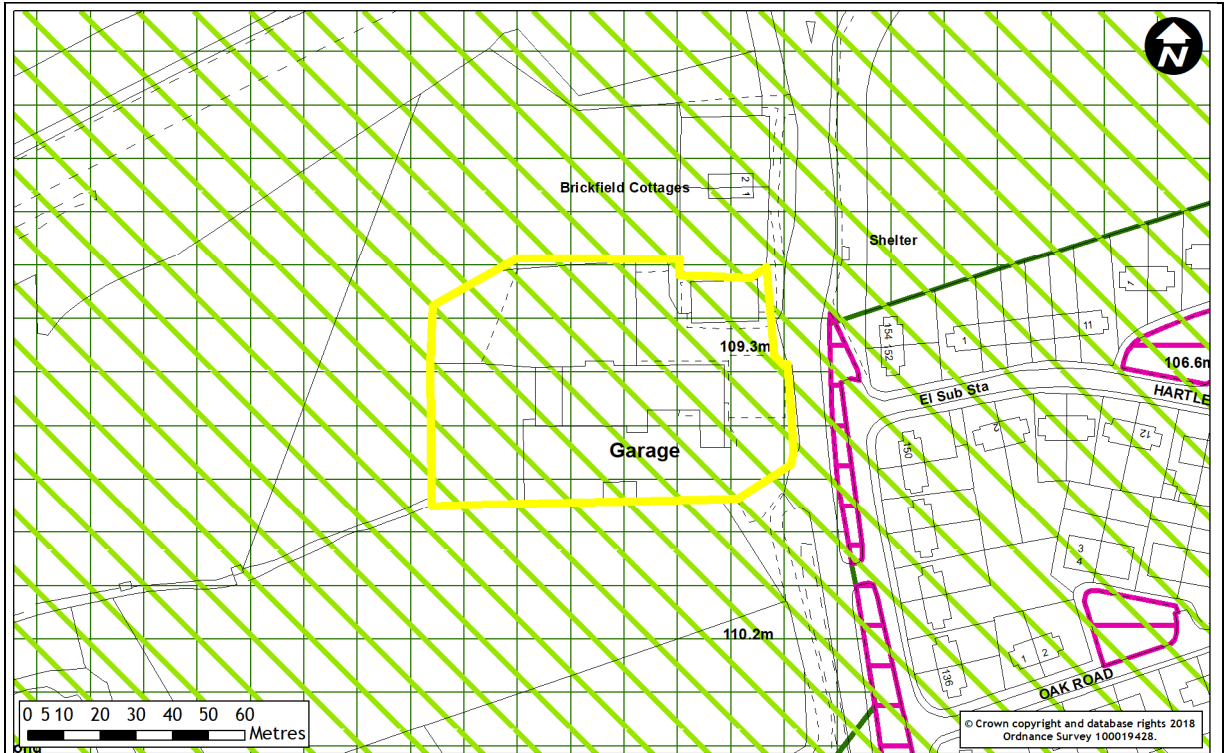 N
Brickfield Cottages
2
1
Shelter
1
11
154
152
109.3m
106.6m
El Sub Sta
HARTLE
2
12
150
Garage
3
4
110.2m
1 2
136
OAK ROAD
0 5 10 20 30 40 50 60
Metres
© Crown copyright and database rights 2018
Ordnance Survey 100019428.